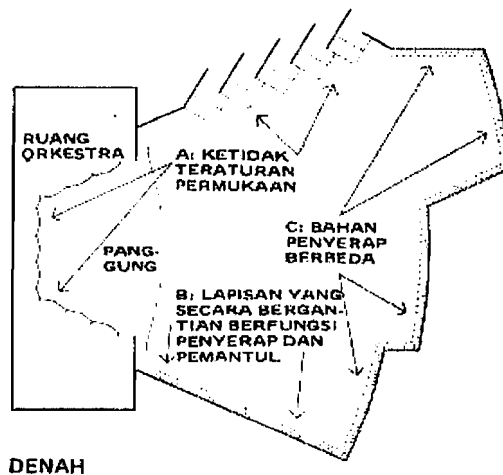 RUANG
ORKESTRA
A: KETIDAK
TERATURAN
PERMUKAAN
C: BAHAN
PENYERAP
BERBEDA
PANG-
GUNG
B: LAPISAN YANG
SECARA BERGAN-
TIAN BERFUNGSI
PENYERAP DAN
PEMANTUL
DENAH